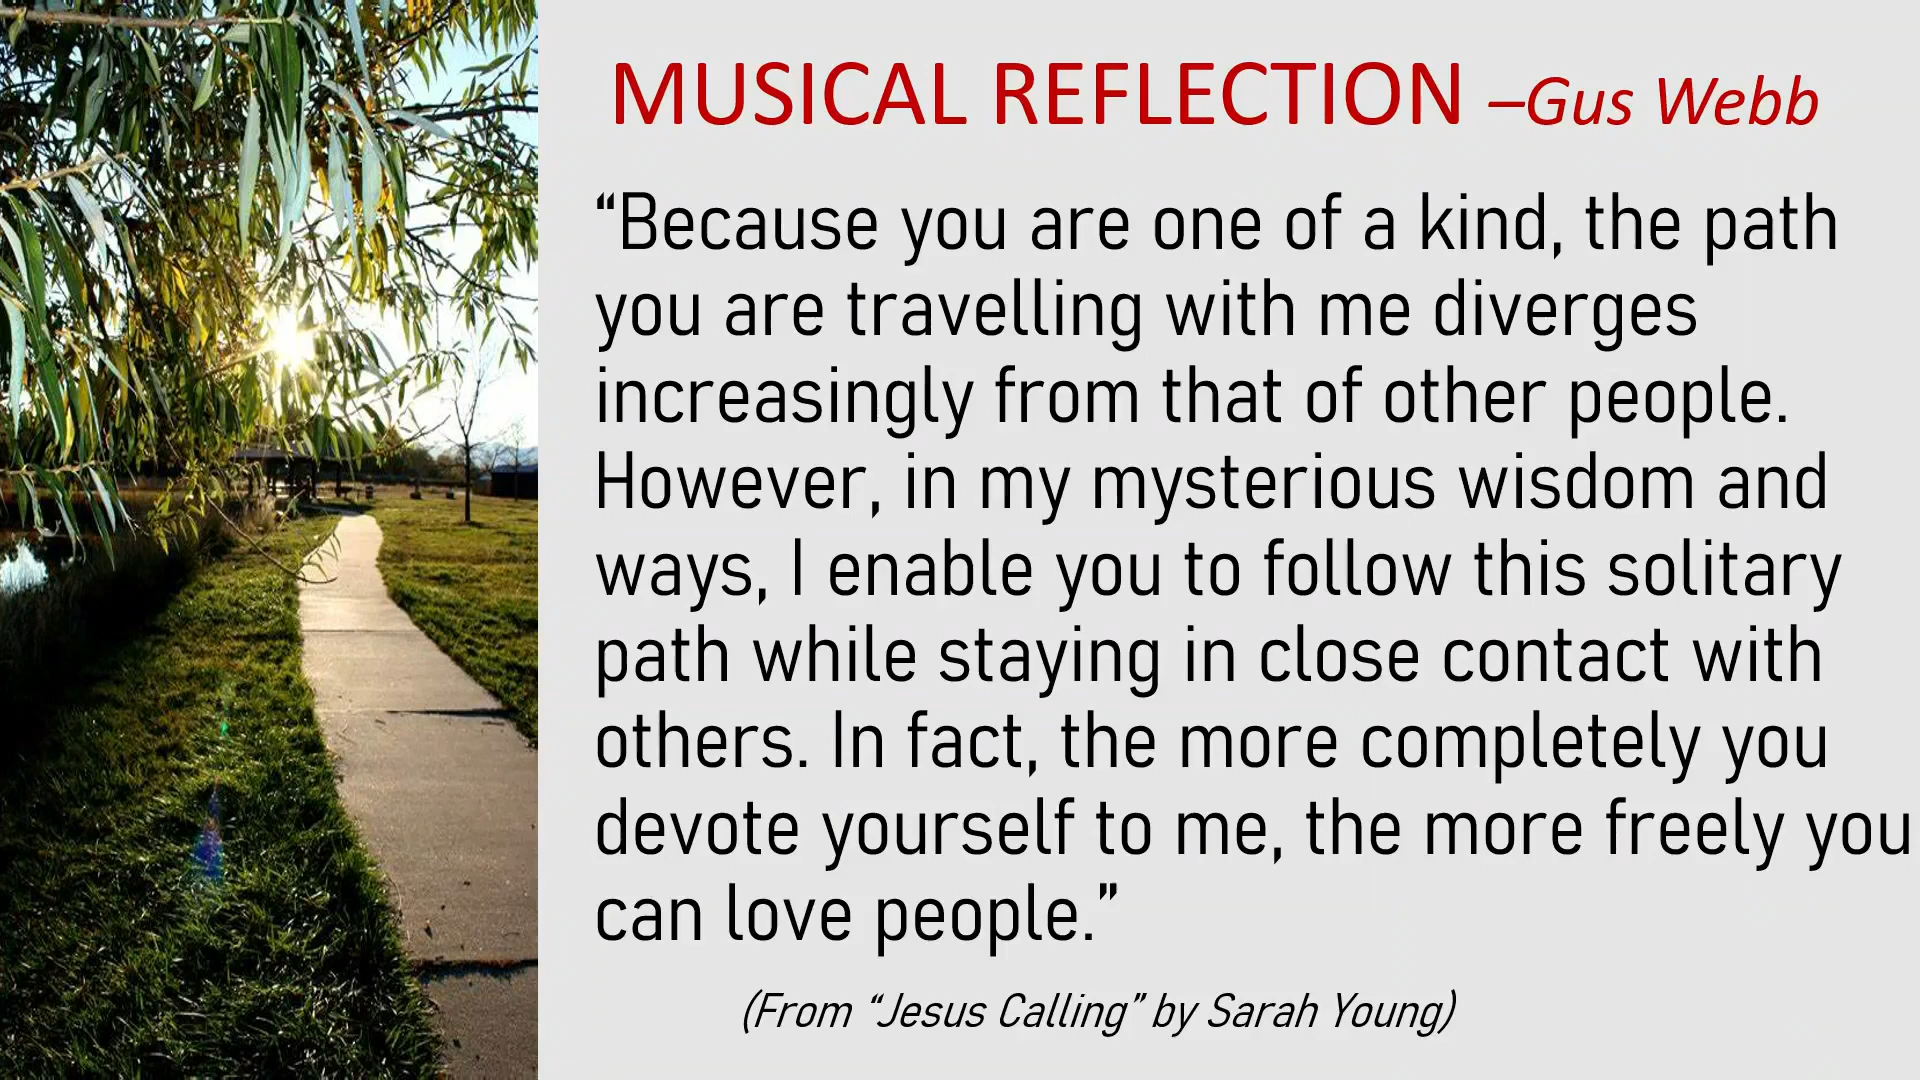 MUSICAL REFLECTION –Gus Webb
“Because you are one of a kind, the path
you are travelling with me diverges
increasingly from that of other people.
However, in my mysterious wisdom and
ways, I enable you to follow this solitary
path while staying in close contact with
others. In fact, the more completely you
devote yourself to me, the more freely you
can love people.”
(From “Jesus Calling” by Sarah Young)